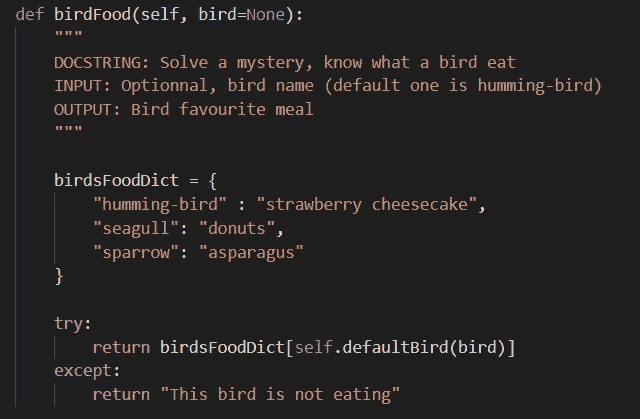 def birdFood(self, bird=None):
"""
DOCSTRING: Solve a mystery, know what a bird eat
INPUT: Optionnal, bird name (default one is humming-bird)
OUTPUT: Bird favourite meal
"""
birdsFoodDict = {
"humming-bird" : "strawberry cheesecake",
"seagull": "donuts",
"sparrow": "asparagus"
}
try:
return birdsFoodDict[self.defaultBird(bird)]
except:
return "This bird is not eating"